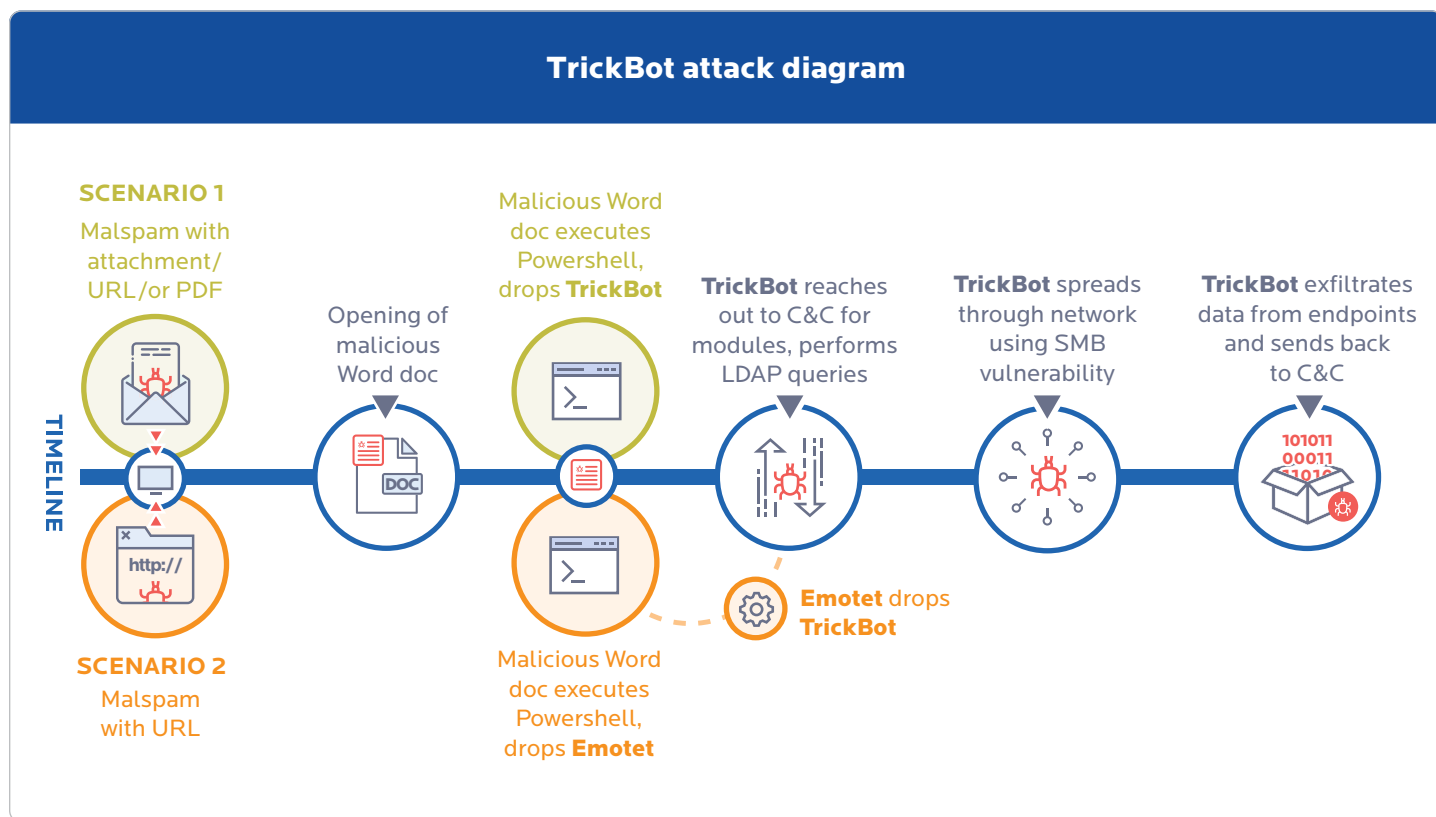 TrickBot attack diagram
SCENARIO 1
Malspam with
attachment/
URL/or PDF
TIMELINE
http://
SCENARIO 2
Malspam
with URL
Opening of
malicious
Word doc
DOC
Malicious Word
doc executes
Powershell,
drops TrickBot
Malicious Word
doc executes
Powershell,
drops Emotet
TrickBot reaches
out to C&C for
modules, performs
LDAP queries
Emotet drops
TrickBot
TrickBot spreads
through network
using SMB
vulnerability
TrickBot exfiltrates
data from endpoints
and sends back
to C&C
101011
00011
11010